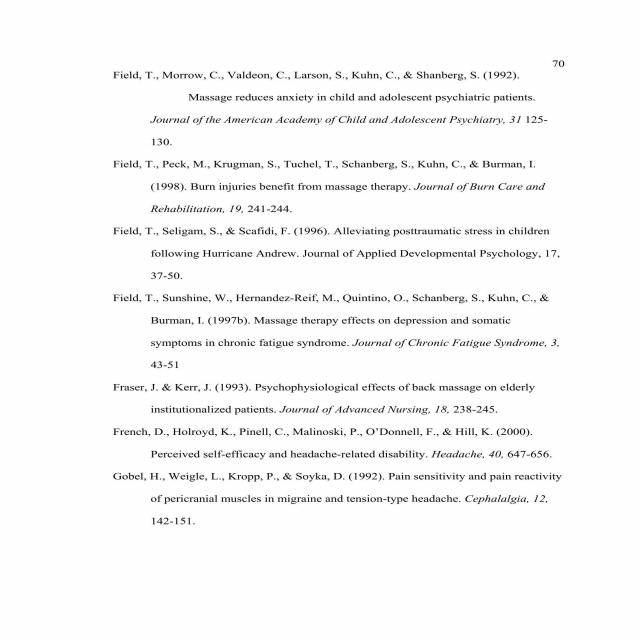 70
Field, T., Morrow, C., Valdeon, C., Larson, S., Kuhn, C., & Shanberg, S. (1992).
Massage reduces anxiety in child and adolescent psychiatric patients.
Journal of the American Academy of Child and Adolescent Psychiatry, 31 125-
130.
Field, T., Peck, M., Krugman, S., Tuchel, T., Schanberg, S., Kuhn, C., & Burman, I.
(1998). Burn injuries benefit from massage therapy. Journal of Burn Care and
Rehabilitation, 19, 241-244.
Field, T., Seligam, S., & Scafidi, F. (1996). Alleviating posttraumatic stress in children
following Hurricane Andrew. Journal of Applied Developmental Psychology, 17,
37-50.
Field, T., Sunshine, W., Hernandez-Reif, M., Quintino, O., Schanberg, S., Kuhn, C., &
Burman, I. (1997b). Massage therapy effects on depression and somatic
symptoms in chronic fatigue syndrome. Journal of Chronic Fatigue Syndrome, 3,
43-51
Fraser, J. & Kerr, J. (1993). Psychophysiological effects of back massage on elderly
institutionalized patients. Journal of Advanced Nursing, 18, 238-245.
French, D., Holroyd, K., Pinell, C., Malinoski, P., O’Donnell, F., & Hill, K. (2000).
Perceived self-efficacy and headache-related disability. Headache, 40, 647-656.
Gobel, H., Weigle, L., Kropp, P., & Soyka, D. (1992). Pain sensitivity and pain reactivity
of pericranial muscles in migraine and tension-type headache. Cephalalgia, 12,
142-151.